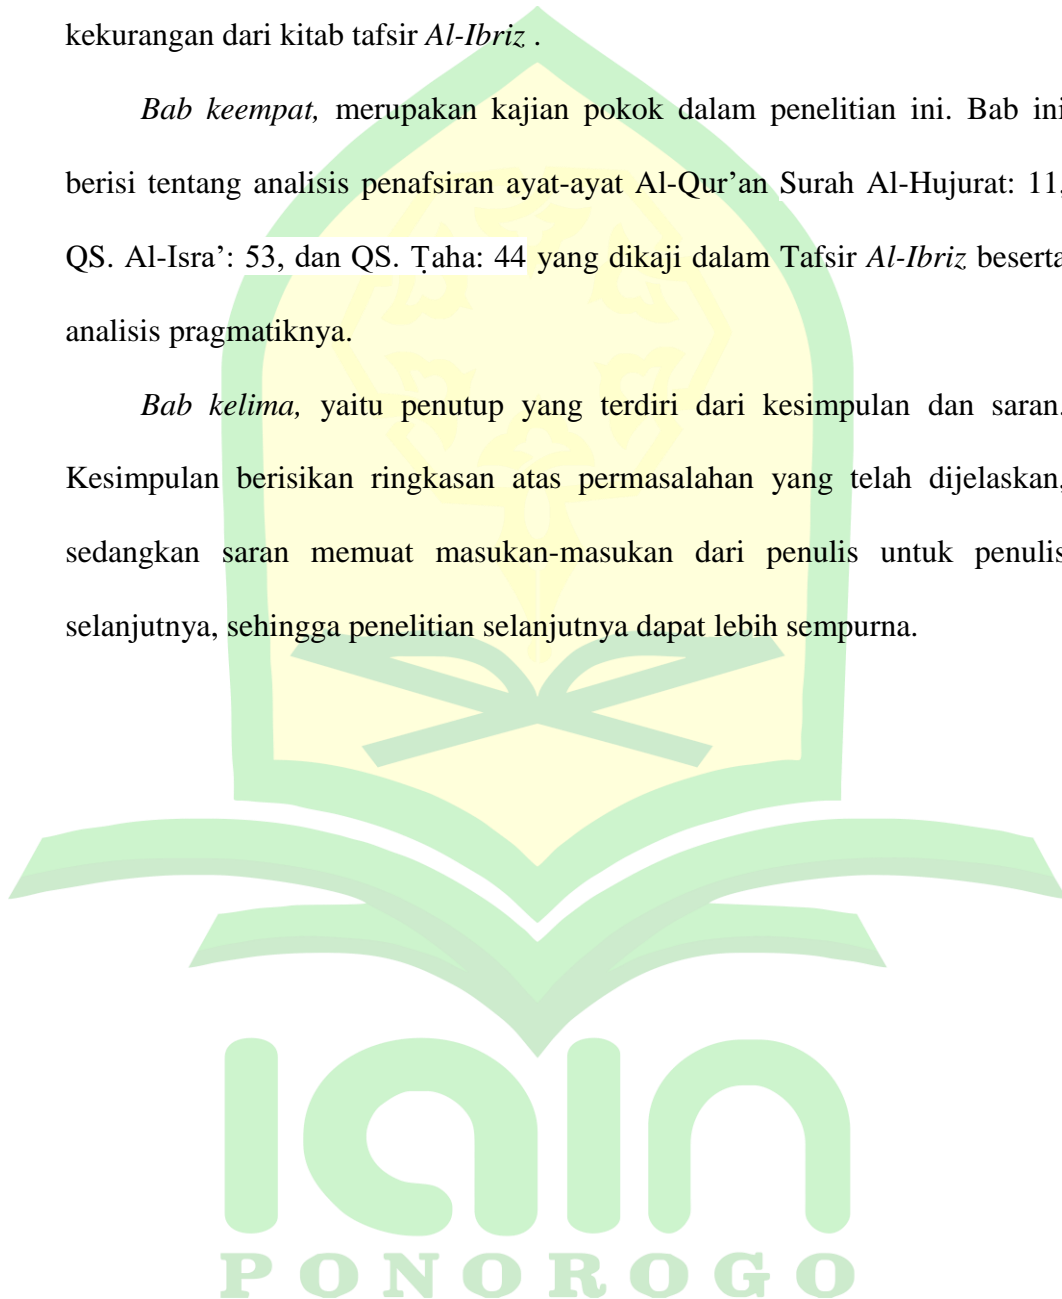 kekurangan dari kitab tafsir Al-Ibriz .
Bab keempat, merupakan kajian pokok dalam penelitian ini. Bab ini
berisi tentang analisis penafsiran ayat-ayat Al-Qur’an Surah Al-Hujurat: 11,
QS. Al-Isra’: 53, dan QS. Ṭaha: 44 yang dikaji dalam Tafsir Al-Ibriz beserta
analisis pragmatiknya.
Bab kelima, yaitu penutup yang terdiri dari kesimpulan dan saran.
Kesimpulan berisikan ringkasan atas permasalahan yang telah dijelaskan,
sedangkan saran memuat masukan-masukan dari penulis untuk penulis
selanjutnya, sehingga penelitian selanjutnya dapat lebih sempurna.
IAIN
PONOROGO